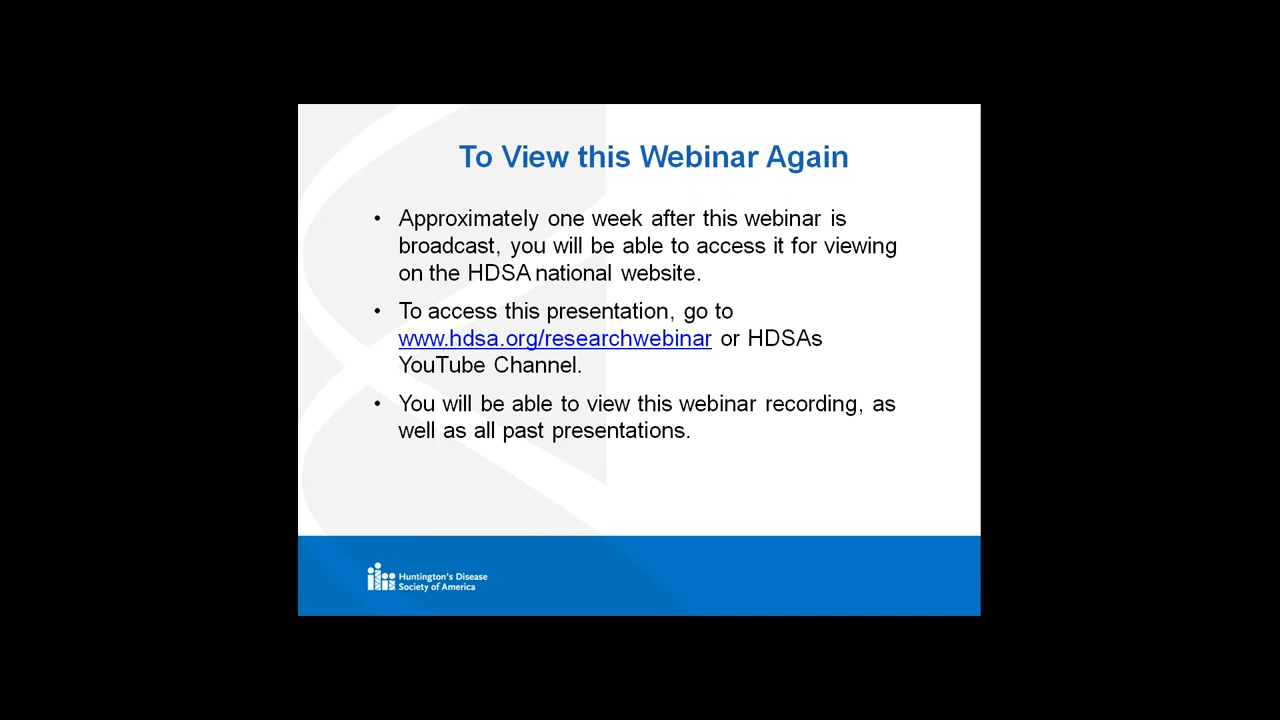 To View this Webinar Again
• Approximately one week after this webinar is
broadcast, you will be able to access it for viewing
on the HDSA national website.
• To access this presentation, go to
www.hdsa.org/researchwebinar or HDSAs
YouTube Channel.
• You will be able to view this webinar recording, as
well as all past presentations.
Huntington's Disease
Society of America